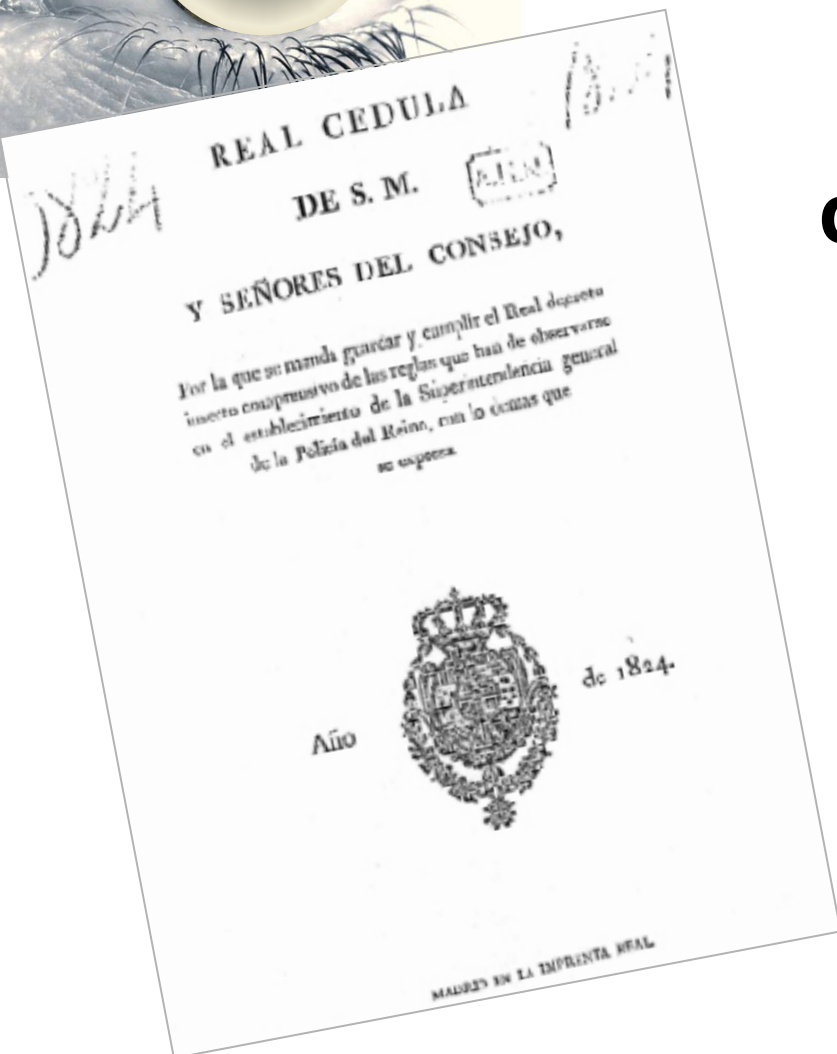 1824
REAL CEDULA
DE S. M.
Y SEÑORES DEL CONSEJO,
Por la que se manda guardar y cumplir el Real decreto
inserto comprensivo de las reglas que han de observarse
en el establecimiento de la Superintendencia general
de la Policía del Reino, con lo demas que
se expresa
Año
de 1824.
MADRID EN LA IMPRENTA REAL.